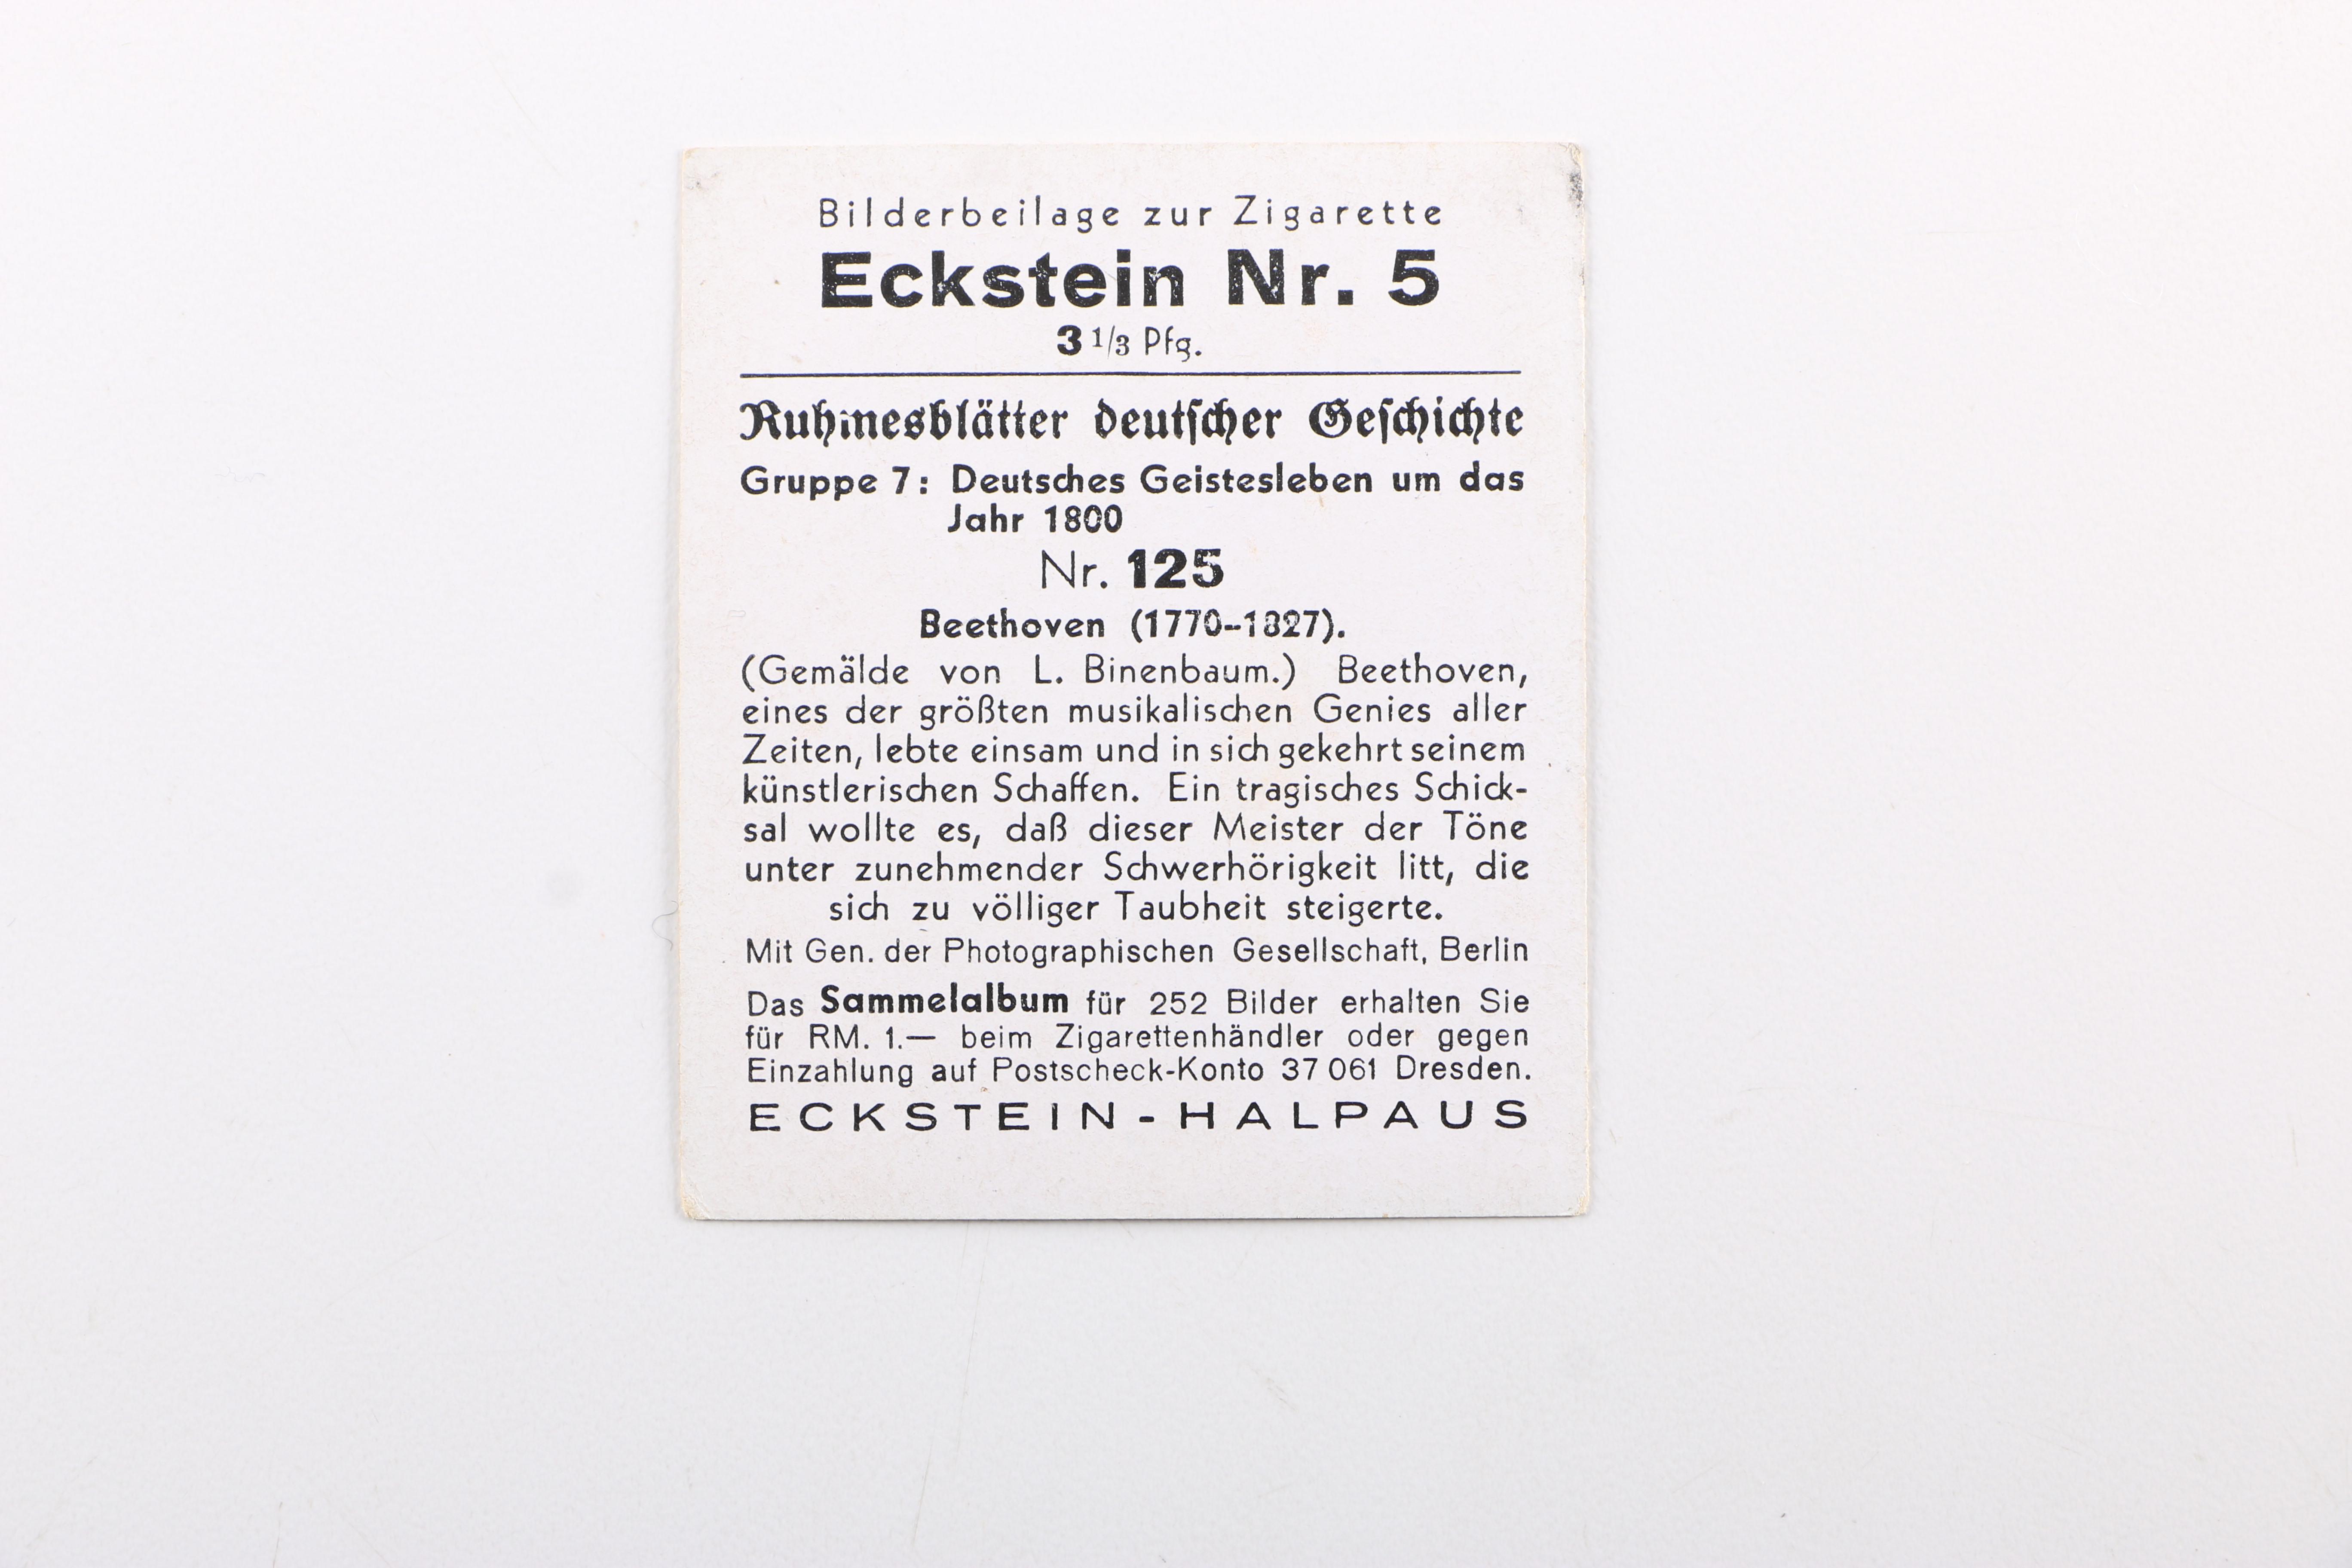 Bilderbeilage zur Zigarette
Eckstein Nr. 5
3 1/3 Pfg.
Ruhmesblätter deutscher Geschichte
Gruppe 7: Deutsches Geistesleben um das
Jahr 1800
Nr. 125
Beethoven (1770–1827).
(Gemälde von L. Binenbaum.) Beethoven,
eines der größten musikalischen Genies aller
Zeiten, lebte einsam und in sich gekehrt seinem
künstlerischen Schaffen. Ein tragisches Schick-
sal wollte es, daß dieser Meister der Töne
unter zunehmender Schwerhörigkeit litt, die
sich zu völliger Taubheit steigerte.
Mit Gen. der Photographischen Gesellschaft, Berlin
Das Sammelalbum für 252 Bilder erhalten Sie
für RM. 1.— beim Zigarettenhändler oder gegen
Einzahlung auf Postscheck-Konto 37 061 Dresden.
ECKSTEIN-HALPAUS